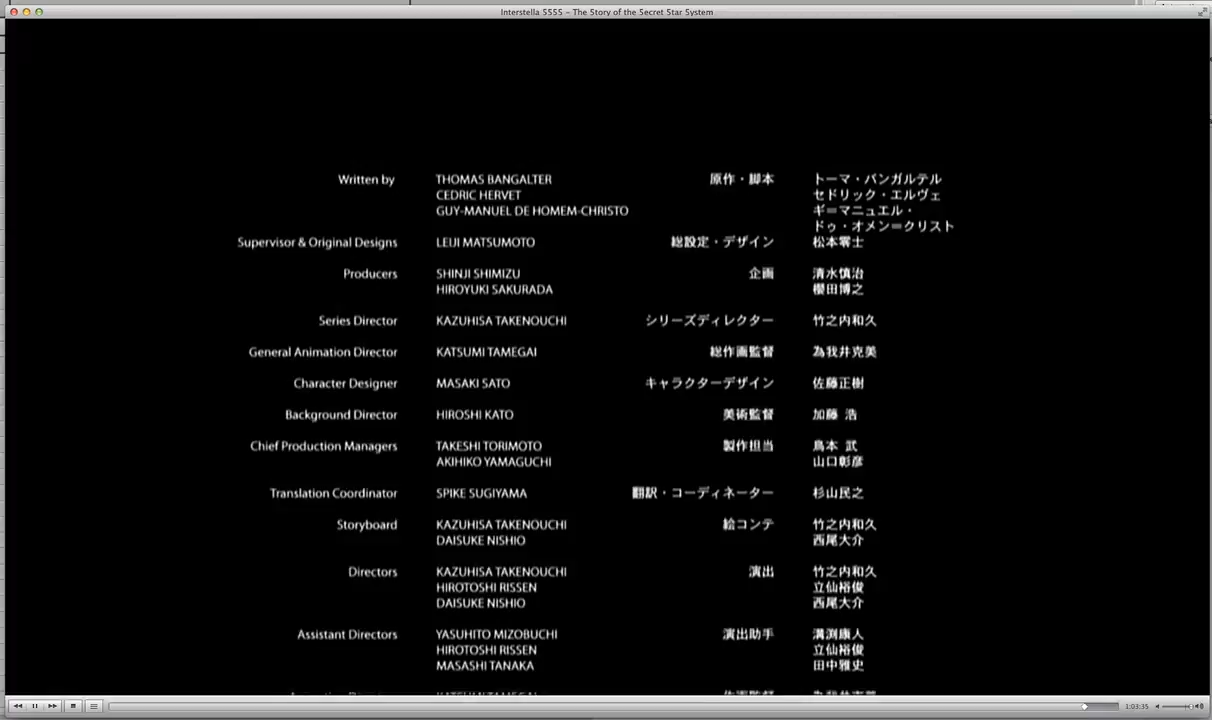 Interstella 5555 – The Story of the Secret Star System
Written by THOMAS BANGALTER 原作・脚本 トーマ・バンガルテル
CEDRIC HERVET セドリック・エルヴェ
GUY-MANUEL DE HOMEM-CHRISTO ギ＝マニュエル・
ドゥ・オメン＝クリスト
Supervisor & Original Designs LEIJI MATSUMOTO 総設定・デザイン 松本零士
Producers SHINJI SHIMIZU 企画 清水慎治
HIROYUKI SAKURADA 櫻田博之
Series Director KAZUHISA TAKENOUCHI シリーズディレクター 竹之内和久
General Animation Director KATSUMI TAMEGAI 総作画監督 為我井克美
Character Designer MASAKI SATO キャラクターデザイン 佐藤正樹
Background Director HIROSHI KATO 美術監督 加藤 浩
Chief Production Managers TAKESHI TORIMOTO 製作担当 鳥本 武
AKIHIKO YAMAGUCHI 山口彰彦
Translation Coordinator SPIKE SUGIYAMA 翻訳・コーディネーター 杉山民之
Storyboard KAZUHISA TAKENOUCHI 絵コンテ 竹之内和久
DAISUKE NISHIO 西尾大介
Directors KAZUHISA TAKENOUCHI 演出 竹之内和久
HIROTOSHI RISSEN 立仙裕俊
DAISUKE NISHIO 西尾大介
Assistant Directors YASUHITO MIZOBUCHI 演出助手 溝渕康人
HIROTOSHI RISSEN 立仙裕俊
MASASHI TANAKA 田中雅史
1:03:35